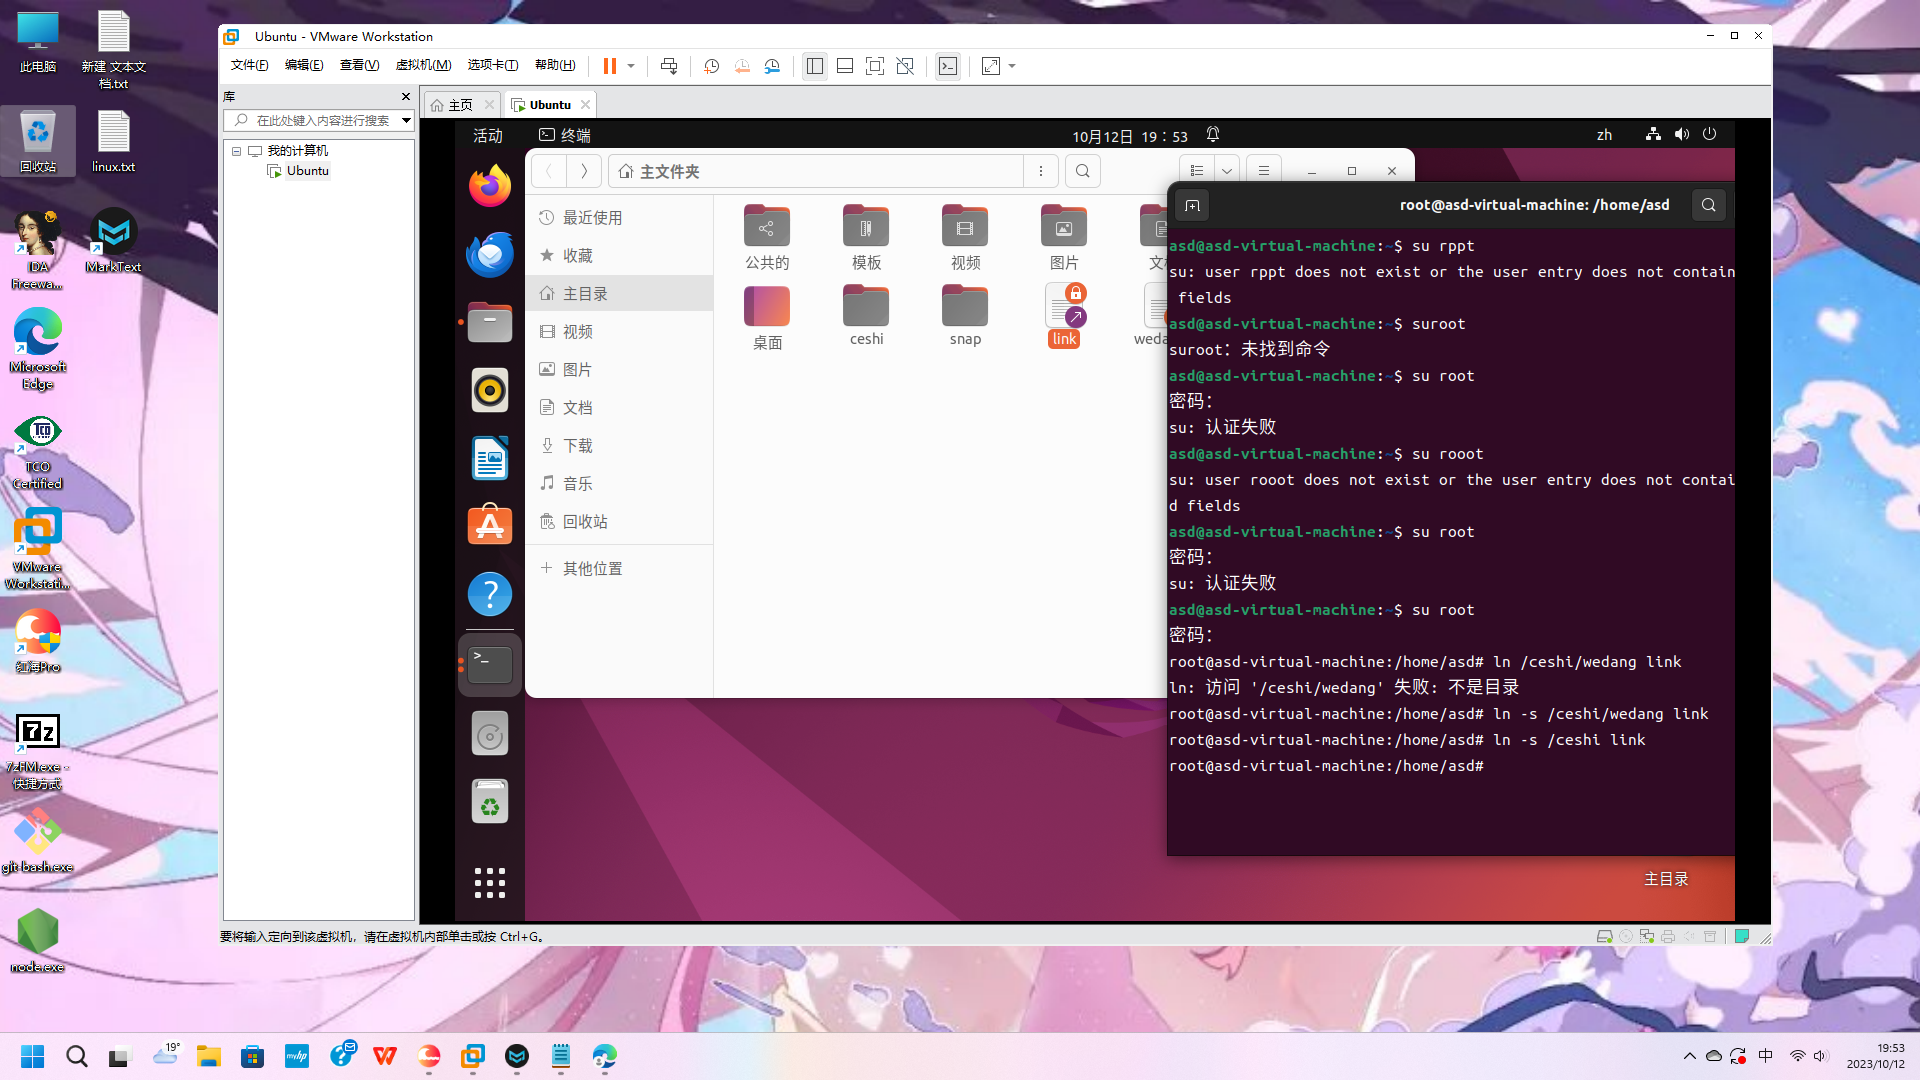 此电脑
新建 文本文档.txt
回收站
linux.txt
IDA Freewa...
MarkText
Microsoft Edge
TCO Certified
VMware Workstati...
红海Pro
7zFM.exe - 快捷方式
git-bash.exe
node.exe
Ubuntu - VMware Workstation
文件(F) 编辑(E) 查看(V) 虚拟机(M) 选项卡(T) 帮助(H)
库
在此处键入内容进行搜索
我的计算机
Ubuntu
主页
Ubuntu
活动
终端
10月12日 19：53
zh
主文件夹
最近使用
收藏
主目录
视频
图片
文档
下载
音乐
回收站
其他位置
公共的
模板
视频
图片
桌面
ceshi
snap
link
root@asd-virtual-machine: /home/asd
asd@asd-virtual-machine:~$ su rppt
su: user rppt does not exist or the user entry does not contain
fields
asd@asd-virtual-machine:~$ suroot
suroot：未找到命令
asd@asd-virtual-machine:~$ su root
密码：
su: 认证失败
asd@asd-virtual-machine:~$ su rooot
su: user rooot does not exist or the user entry does not contai
d fields
asd@asd-virtual-machine:~$ su root
密码：
su: 认证失败
asd@asd-virtual-machine:~$ su root
密码：
root@asd-virtual-machine:/home/asd# ln /ceshi/wedang link
ln: 访问 '/ceshi/wedang' 失败: 不是目录
root@asd-virtual-machine:/home/asd# ln -s /ceshi/wedang link
root@asd-virtual-machine:/home/asd# ln -s /ceshi link
root@asd-virtual-machine:/home/asd#
主目录
要将输入定向到该虚拟机，请在虚拟机内部单击或按 Ctrl+G。
19°
myhp
中
19:53
2023/10/12